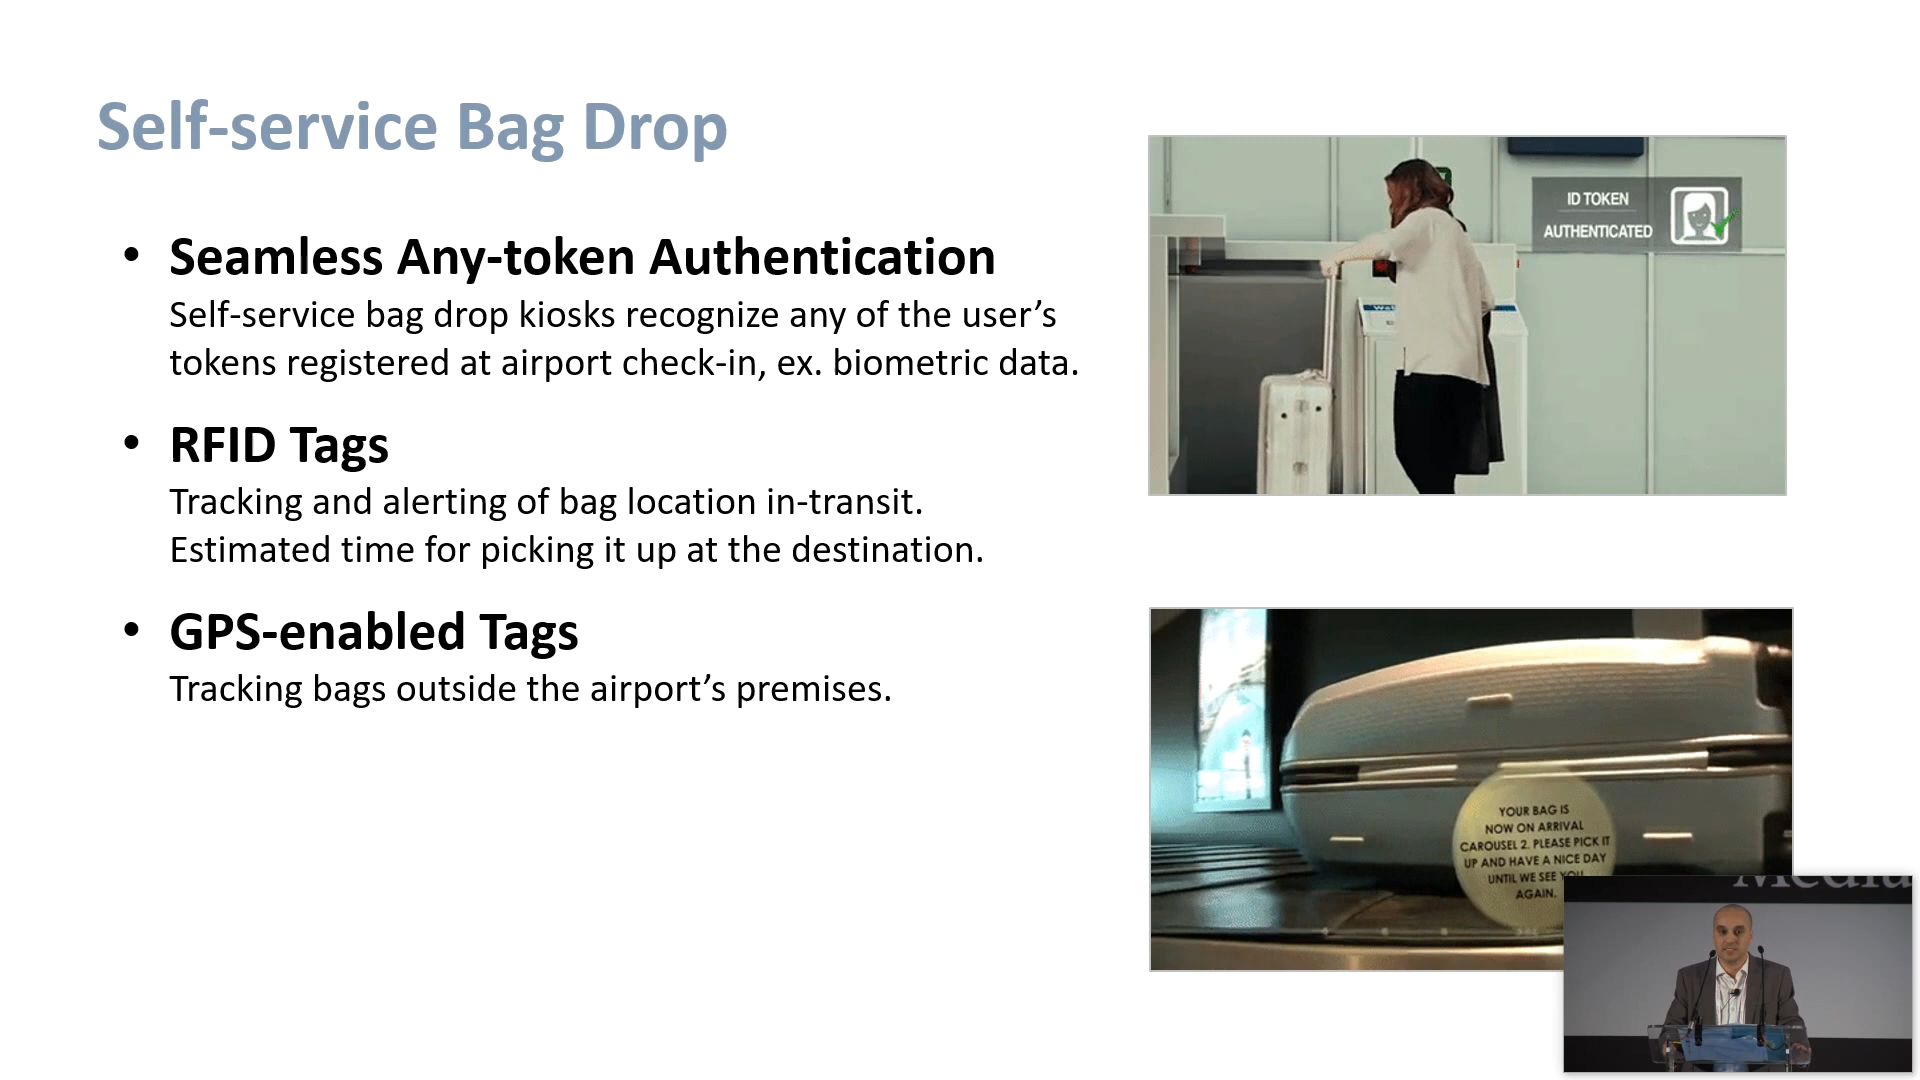 Self-service Bag Drop
• Seamless Any-token Authentication
Self-service bag drop kiosks recognize any of the user’s
tokens registered at airport check-in, ex. biometric data.
• RFID Tags
Tracking and alerting of bag location in-transit.
Estimated time for picking it up at the destination.
• GPS-enabled Tags
Tracking bags outside the airport’s premises.
ID TOKEN
AUTHENTICATED
YOUR BAG IS
NOW ON ARRIVAL
CAROUSEL 2. PLEASE PICK IT
UP AND HAVE A NICE DAY
UNTIL WE SEE YOU
AGAIN.
Media